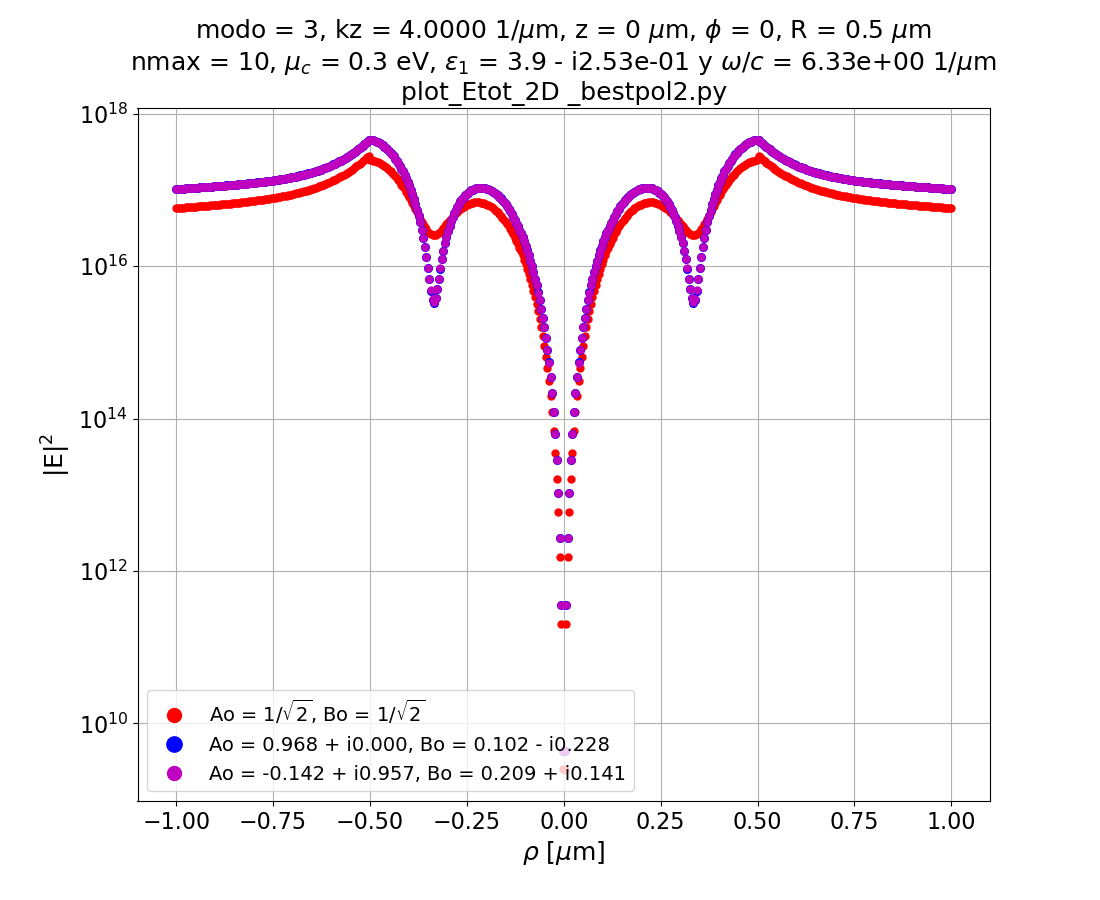 modo = 3, kz = 4.0000 1/μm, z = 0 μm, ϕ = 0, R = 0.5 μm
nmax = 10, μ_c = 0.3 eV, ε_1 = 3.9 - i2.53e-01 y ω/c = 6.33e+00 1/μm
plot_Etot_2D _bestpol2.py
10^18
10^16
10^14
10^12
10^10
|E|^2
Ao = 1/√2, Bo = 1/√2
Ao = 0.968 + i0.000, Bo = 0.102 - i0.228
Ao = -0.142 + i0.957, Bo = 0.209 + i0.141
−1.00 −0.75 −0.50 −0.25 0.00 0.25 0.50 0.75 1.00
ρ [μm]